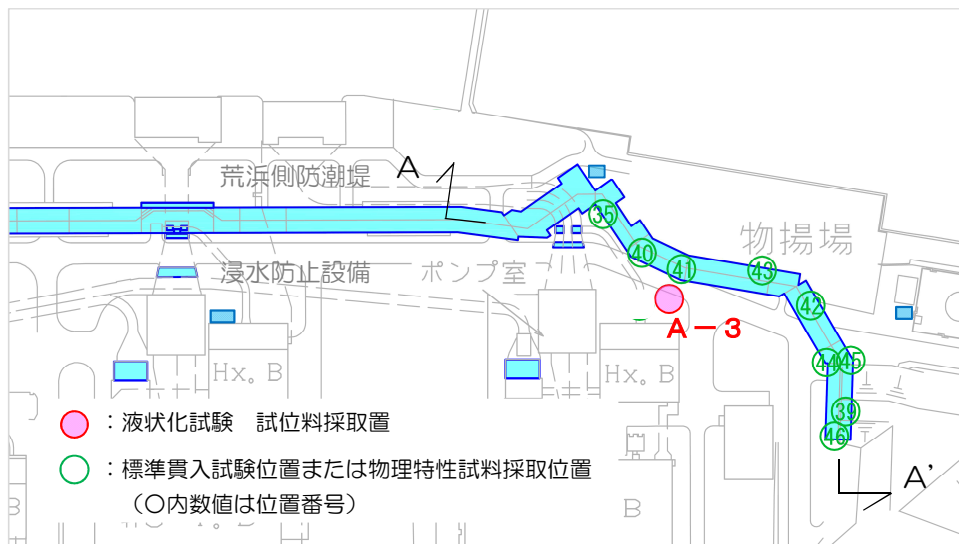 荒浜側防潮堤
A
35
物揚場
40
浸水防止設備
ポンプ室
41
43
42
A－3
44
45
Hx. B
Hx. B
39
：液状化試験　試位料採取置
46
：標準貫入試験位置または物理特性試料採取位置
A'
（〇内数値は位置番号）
B
B